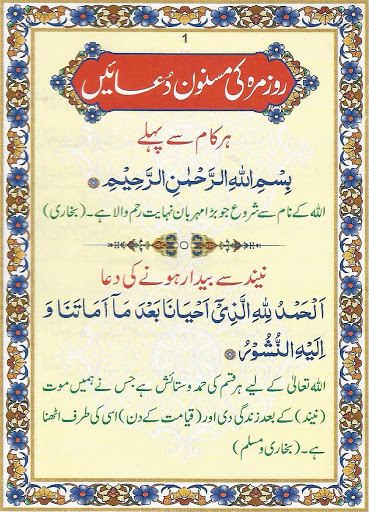 1
روزمرہ کی مسنون دُعائیں
ہر کام سے پہلے
بِسْمِ اللهِ الرَّحْمٰنِ الرَّحِيْمِ
اللہ کے نام سے شروع جو بڑا مہربان نہایت رحم والا ہے۔ (بخاری)
نیند سے بیدار ہونے کی دعا
اَلْحَمْدُ لِلّٰهِ الَّذِيْٓ اَحْيَانَا بَعْدَ مَآ اَمَاتَنَا وَ
اِلَيْهِ النُّشُوْرُ
اللہ تعالیٰ کے لیے ہر قسم کی حمد و ستائش ہے جس نے ہمیں موت
(نیند) کے بعد زندگی دی اور (قیامت کے دن) اسی کی طرف اٹھنا
ہے۔ (بخاری و مسلم)